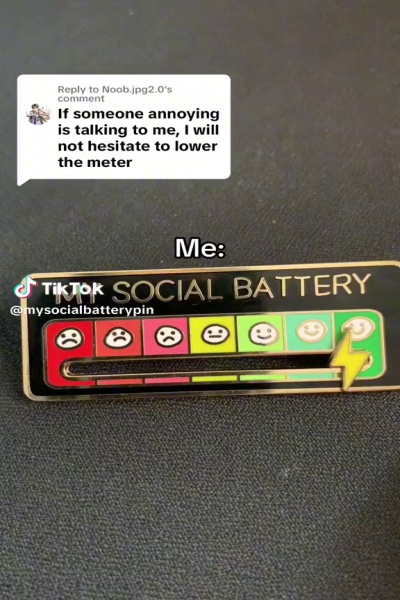 Reply to Noob.jpg2.0's
comment
If someone annoying
is talking to me, I will
not hesitate to lower
the meter
Me:
MY SOCIAL BATTERY
TikTok
@mysocialbatterypin